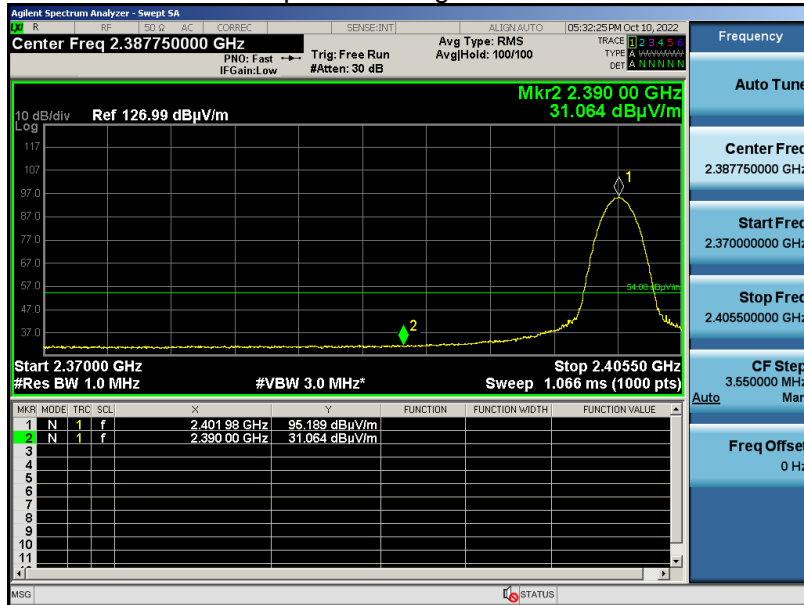 Agilent Spectrum Analyzer - Swept SA
LXI R RF 50 Ω AC CORREC SENSE:INT ALIGN AUTO 05:32:25 PM Oct 10, 2022
Center Freq 2.387750000 GHz
PNO: Fast
IFGain:Low
Trig: Free Run
#Atten: 30 dB
Avg Type: RMS
Avg|Hold: 100/100
TRACE 1 2 3 4 5 6
TYPE A
DET A N N N N N
Mkr2 2.390 00 GHz
31.064 dBµV/m
10 dB/div Ref 126.99 dBµV/m
Log
117
107
97.0
87.0
77.0
67.0
57.0
47.0
37.0
1
2
54.00 dBµV/m
Start 2.37000 GHz Stop 2.40550 GHz
#Res BW 1.0 MHz #VBW 3.0 MHz* Sweep 1.066 ms (1000 pts)
MKR MODE TRC SCL X Y FUNCTION FUNCTION WIDTH FUNCTION VALUE
1 N 1 f 2.401 98 GHz 95.189 dBµV/m
2 N 1 f 2.390 00 GHz 31.064 dBµV/m
3
4
5
6
7
8
9
10
11
MSG STATUS
Frequency
Auto Tune
Center Freq
2.387750000 GHz
Start Freq
2.370000000 GHz
Stop Freq
2.405500000 GHz
CF Step
3.550000 MHz
Auto Man
Freq Offset
0 Hz